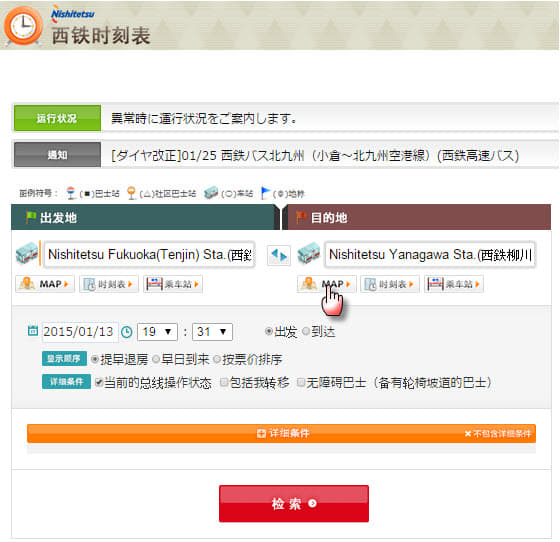 Nishitetsu
西铁时刻表
运行状况 異常時に運行状況をご案内します。
通知 [ダイヤ改正]01/25 西鉄バス北九州（小倉～北九州空港線）(西鉄高速バス)
图例符号： (■)巴士站 (△)社区巴士站 (○)车站 (※)地标
出发地 目的地
Nishitetsu Fukuoka(Tenjin) Sta.(西鉄 Nishitetsu Yanagawa Sta.(西鉄柳川
MAP 时刻表 乘车站 MAP 时刻表 乘车站
2015/01/13 19 : 31 出发 到达
显示顺序 提早退房 早日到来 按票价排序
详细条件 当前的总线操作状态 包括我转移 无障碍巴士（备有轮椅坡道的巴士）
详细条件 不包含详细条件
检索